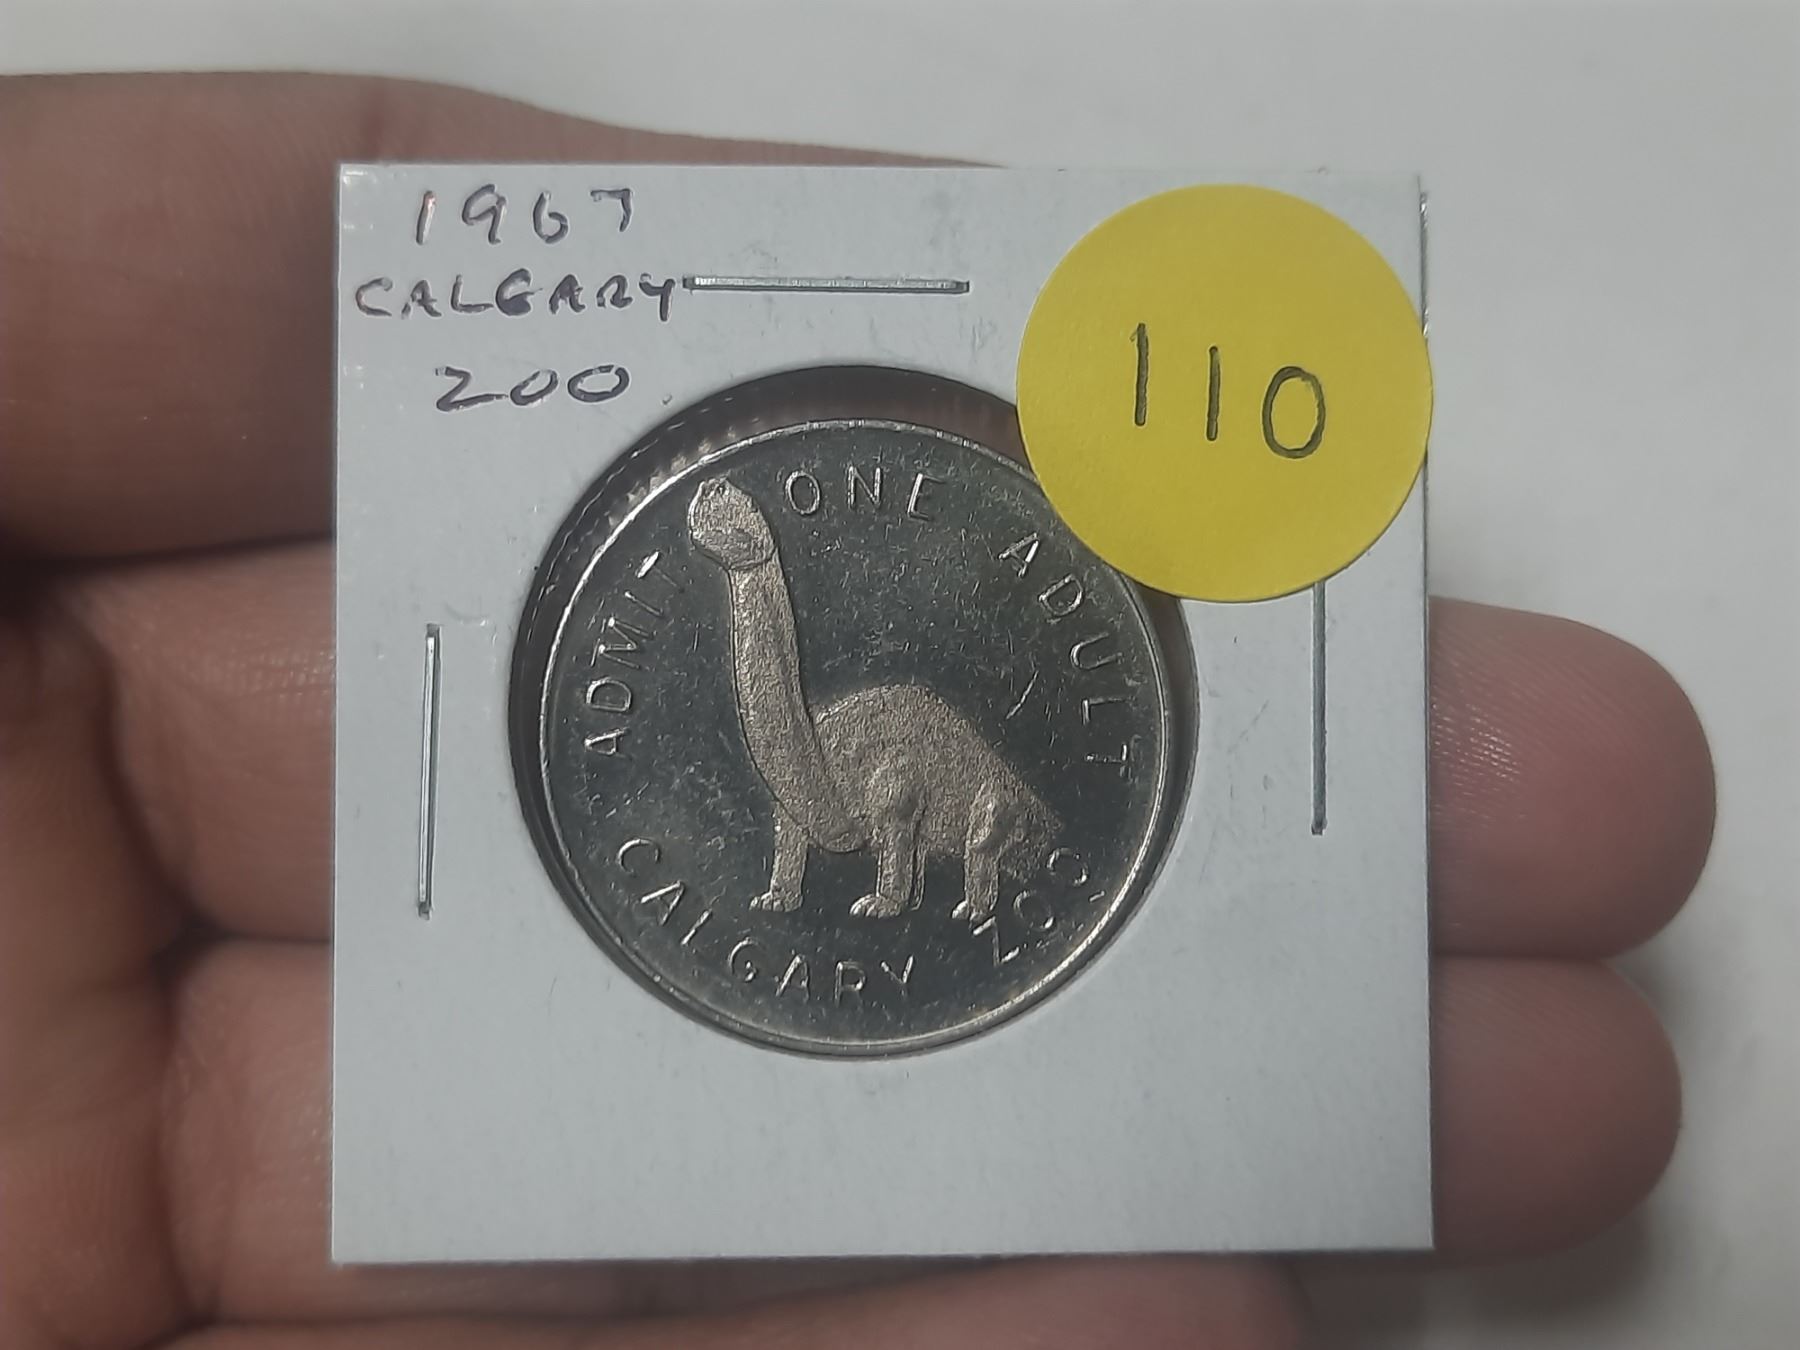 1967
CALGARY
ZOO
110
ADMIT ONE ADULT
CALGARY ZOO